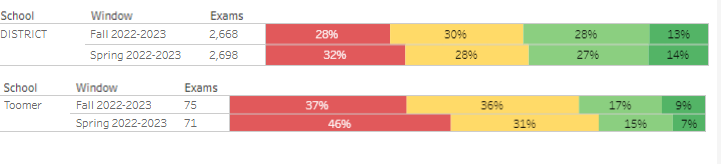 School Window Exams
DISTRICT Fall 2022-2023 2,668 28% 30% 28% 13%
Spring 2022-2023 2,698 32% 28% 27% 14%
School Window Exams
Toomer Fall 2022-2023 75 37% 36% 17% 9%
Spring 2022-2023 71 46% 31% 15% 7%